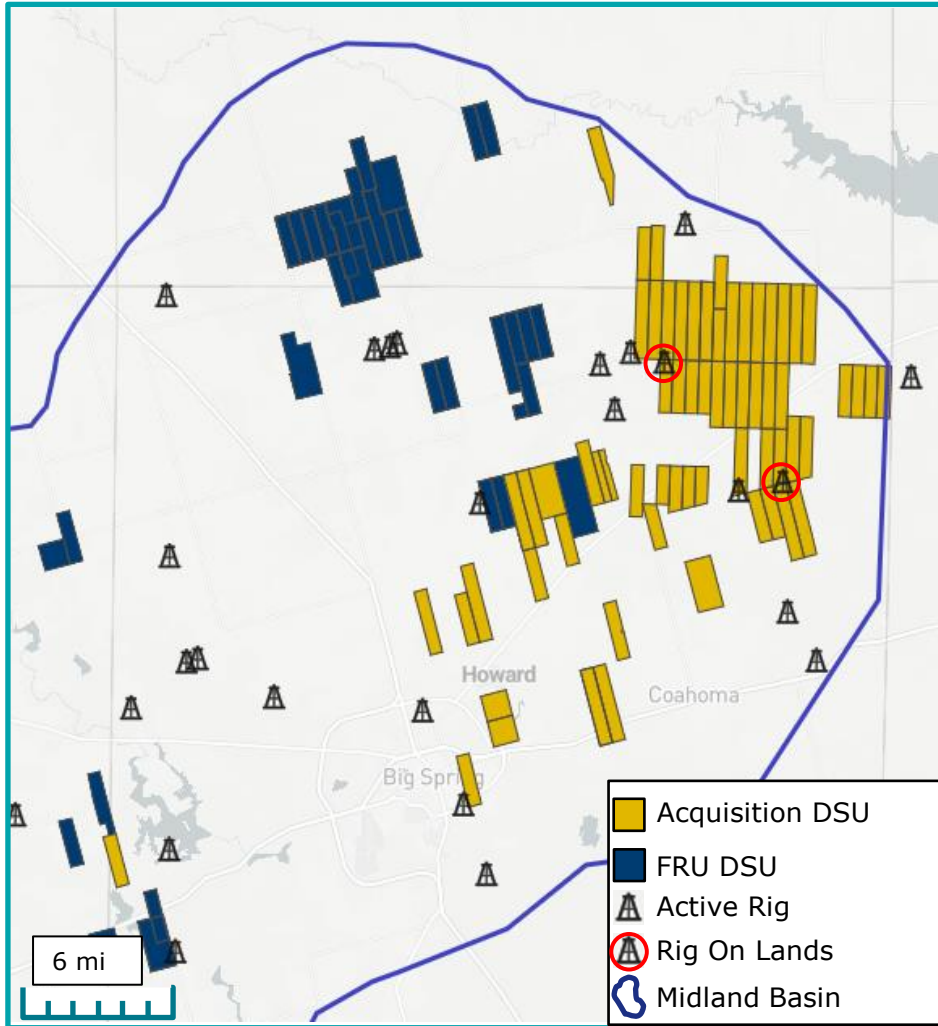 Howard
Coahoma
Big Spring
Acquisition DSU
FRU DSU
Active Rig
Rig On Lands
Midland Basin
6 mi